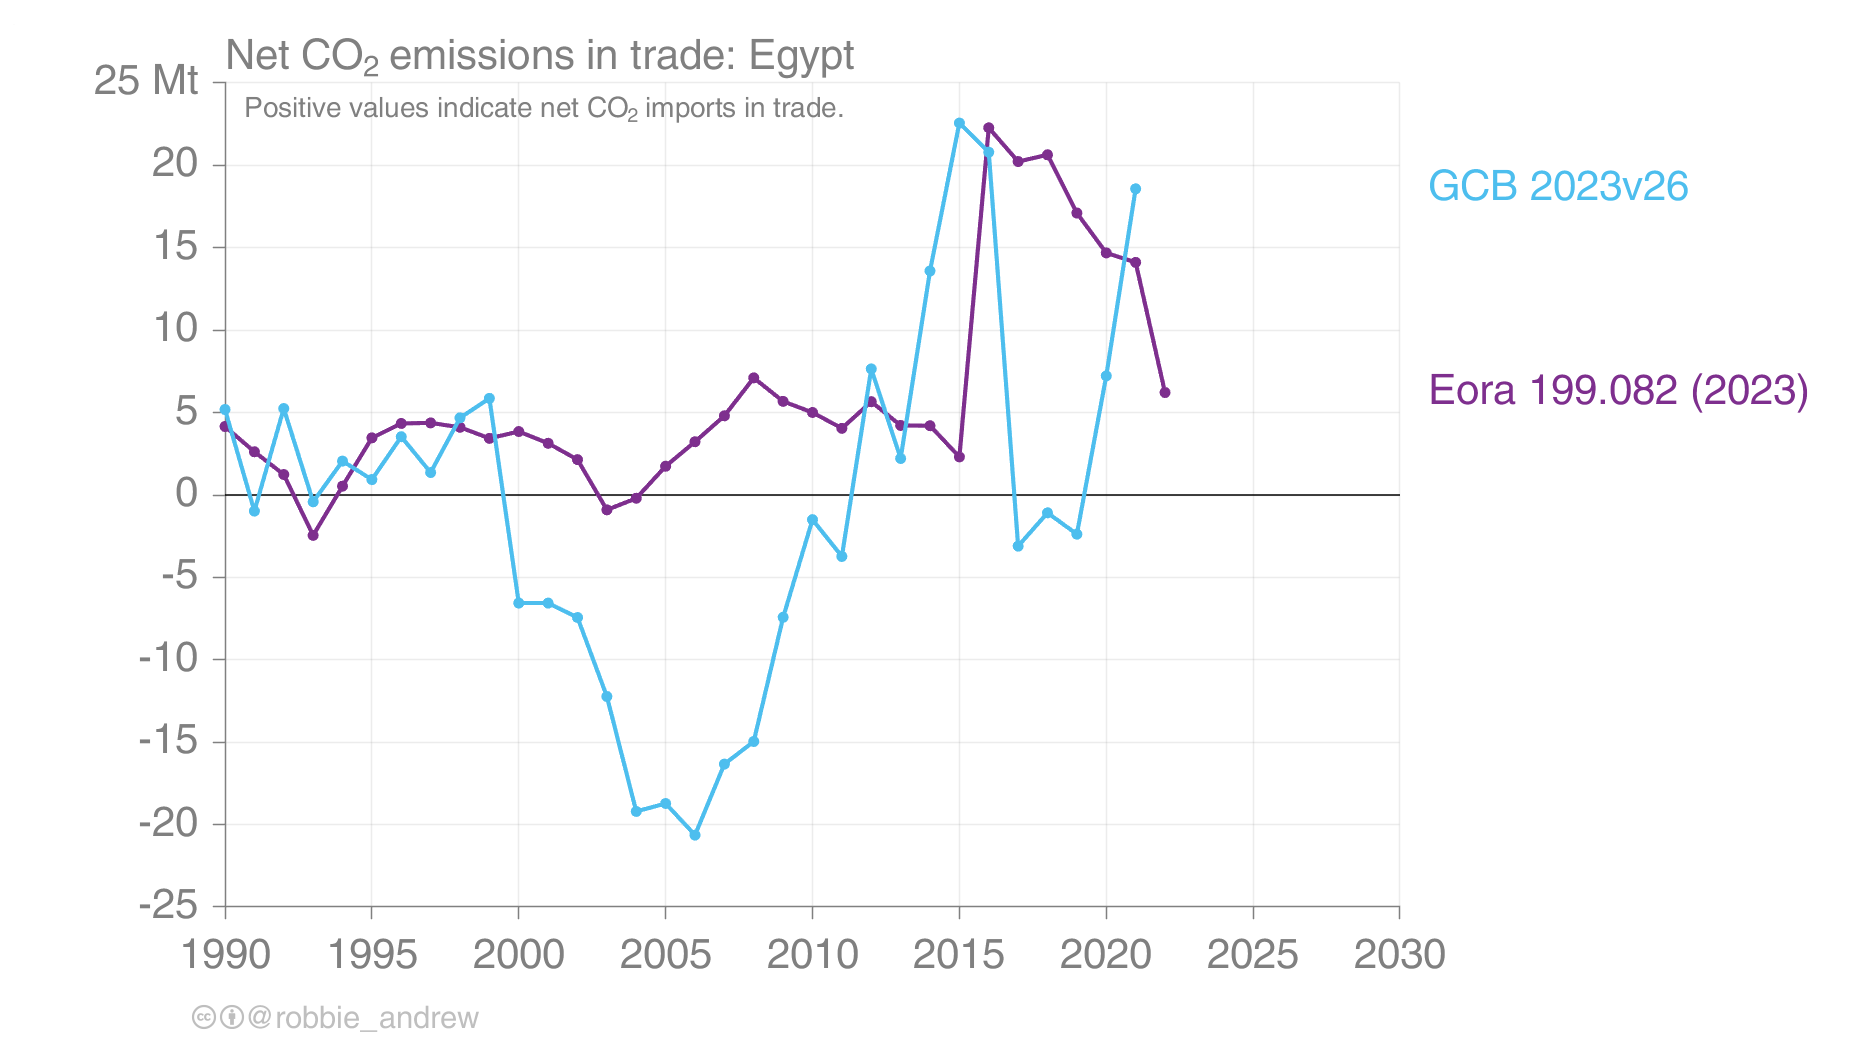 Net CO₂ emissions in trade: Egypt
25 Mt
Positive values indicate net CO₂ imports in trade.
20
GCB 2023v26
15
10
Eora 199.082 (2023)
5
0
-5
-10
-15
-20
-25
1990 1995 2000 2005 2010 2015 2020 2025 2030
@robbie_andrew